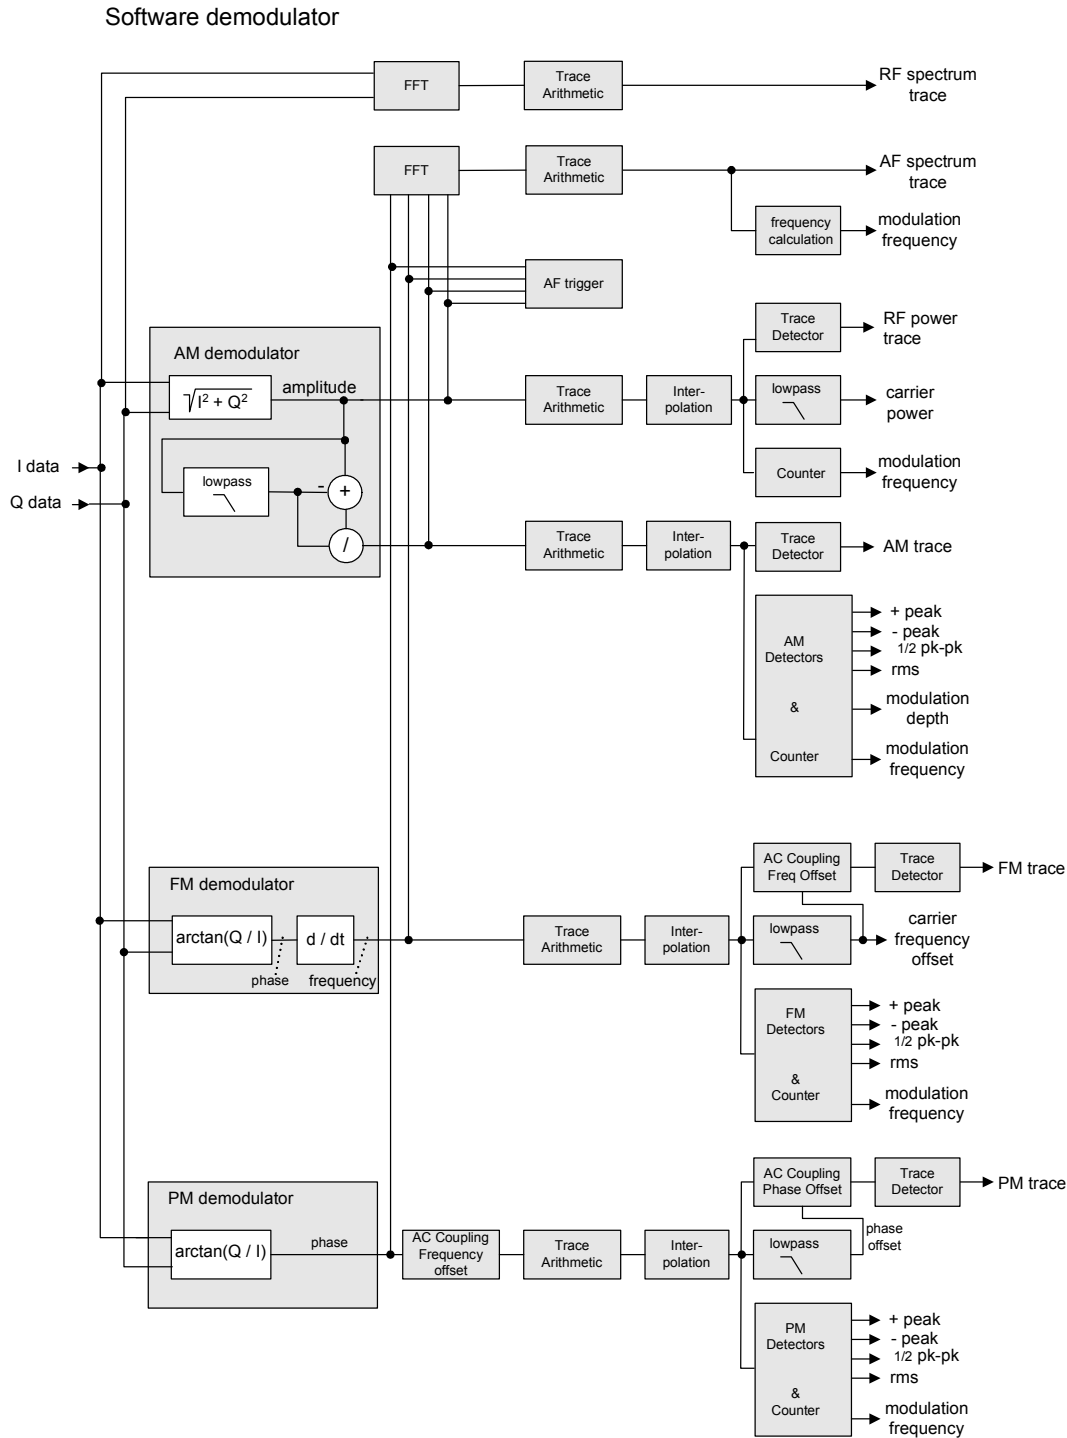 Software demodulator
FFT
Trace
Arithmetic
RF spectrum
trace
FFT
Trace
Arithmetic
AF spectrum
trace
frequency
calculation
modulation
frequency
AF trigger
Trace
Detector
RF power
trace
AM demodulator
√I² + Q²
amplitude
Trace
Arithmetic
Inter-
polation
lowpass
carrier
power
I data
Q data
lowpass
-
+
Counter
modulation
frequency
/
Trace
Arithmetic
Inter-
polation
Trace
Detector
AM trace
AM
Detectors
&
Counter
+ peak
- peak
1/2 pk-pk
rms
modulation
depth
modulation
frequency
FM demodulator
arctan(Q / I)
d / dt
phase
frequency
Trace
Arithmetic
Inter-
polation
AC Coupling
Freq Offset
Trace
Detector
FM trace
lowpass
carrier
frequency
offset
FM
Detectors
&
Counter
+ peak
- peak
1/2 pk-pk
rms
modulation
frequency
PM demodulator
arctan(Q / I)
phase
AC Coupling
Frequency
offset
Trace
Arithmetic
Inter-
polation
AC Coupling
Phase Offset
Trace
Detector
PM trace
lowpass
phase
offset
PM
Detectors
&
Counter
+ peak
- peak
1/2 pk-pk
rms
modulation
frequency